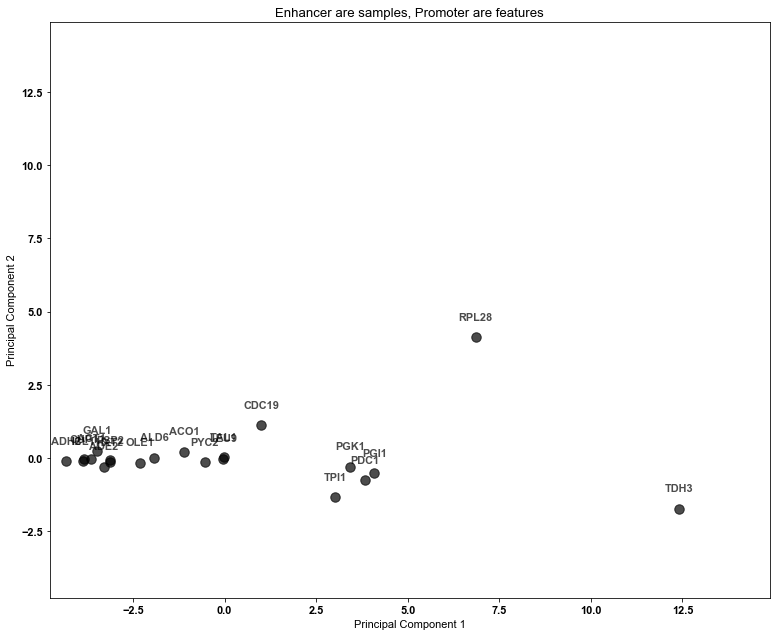 Enhancer are samples, Promoter are features
12.5
10.0
7.5
5.0
2.5
0.0
−2.5
Principal Component 2
RPL28
CDC19
GAL1
ACO1
ALD6
OLE1
PYC2
PGK1
PGI1
PDC1
TPI1
TDH3
−2.5
0.0
2.5
5.0
7.5
10.0
12.5
Principal Component 1